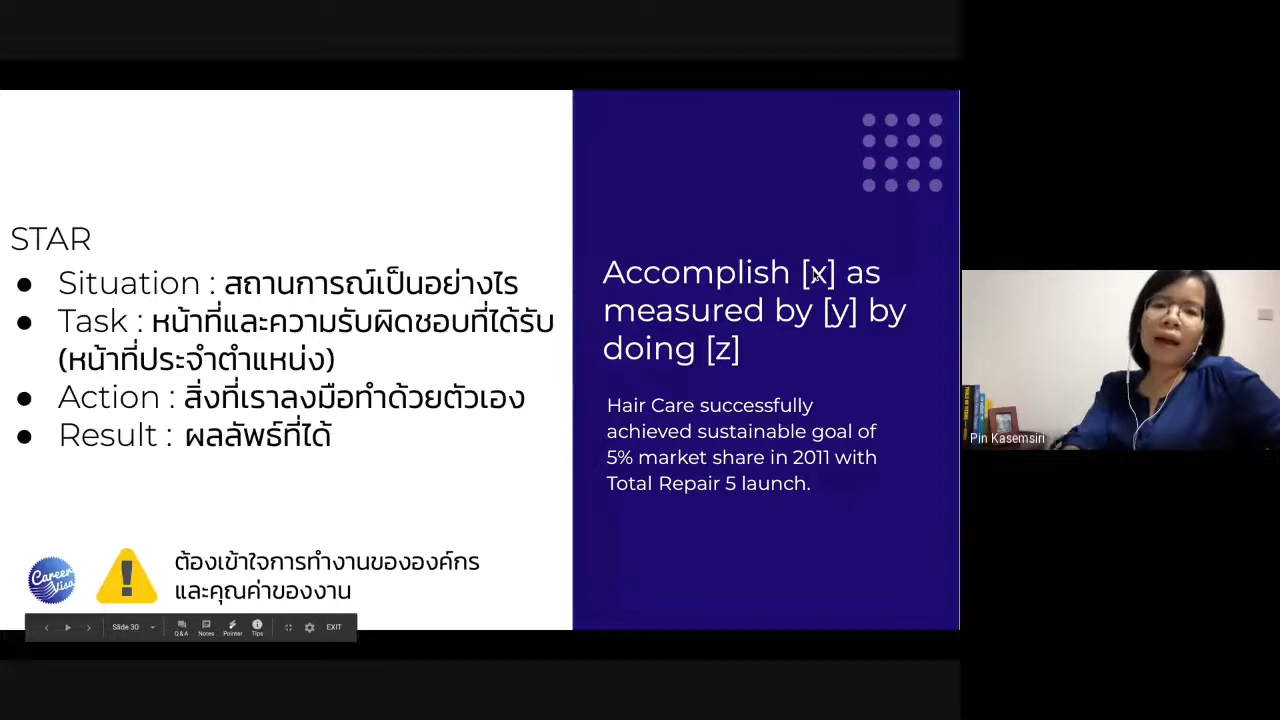 STAR
● Situation : สถานการณ์เป็นอย่างไร
● Task : หน้าที่และความรับผิดชอบที่ได้รับ
(หน้าที่ประจำตำแหน่ง)
● Action : สิ่งที่เราลงมือทำด้วยตัวเอง
● Result : ผลลัพธ์ที่ได้
ต้องเข้าใจการทำงานขององค์กร
และคุณค่าของงาน
Career
Visa
Slide 30
Q&A Notes Pointer Tips
EXIT
Accomplish [x] as
measured by [y] by
doing [z]
Hair Care successfully
achieved sustainable goal of
5% market share in 2011 with
Total Repair 5 launch.
Pin Kasemsiri